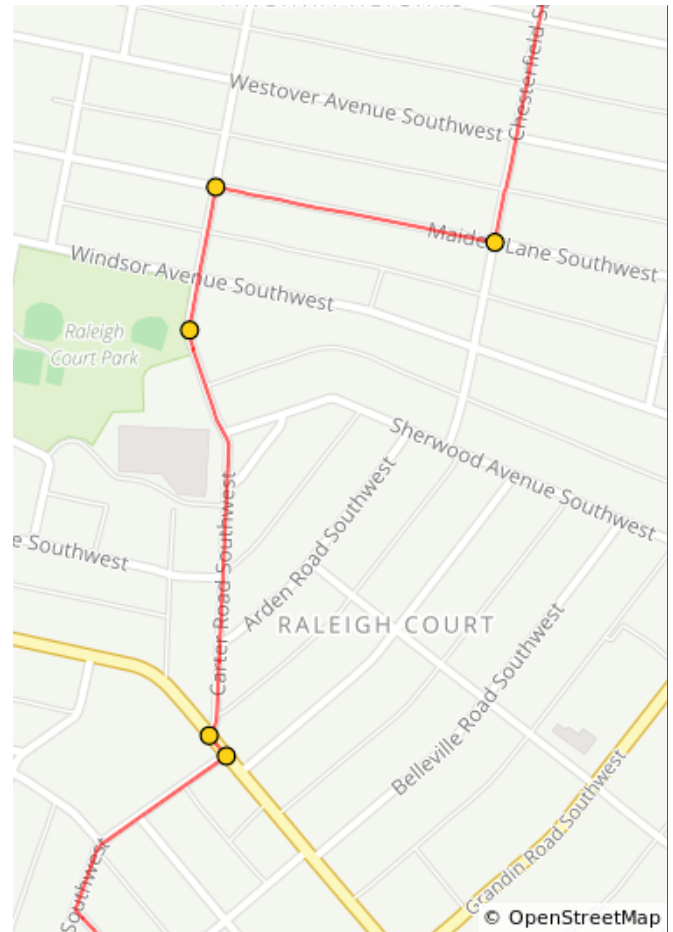 Chesterfield
Westover Avenue Southwest
Maiden Lane Southwest
Windsor Avenue Southwest
Raleigh
Court Park
Sherwood Avenue Southwest
Arden Road Southwest
Carter Road Southwest
e Southwest
RALEIGH COURT
Belleville Road Southwest
Grandin Road Southwest
Southwest
© OpenStreetMap